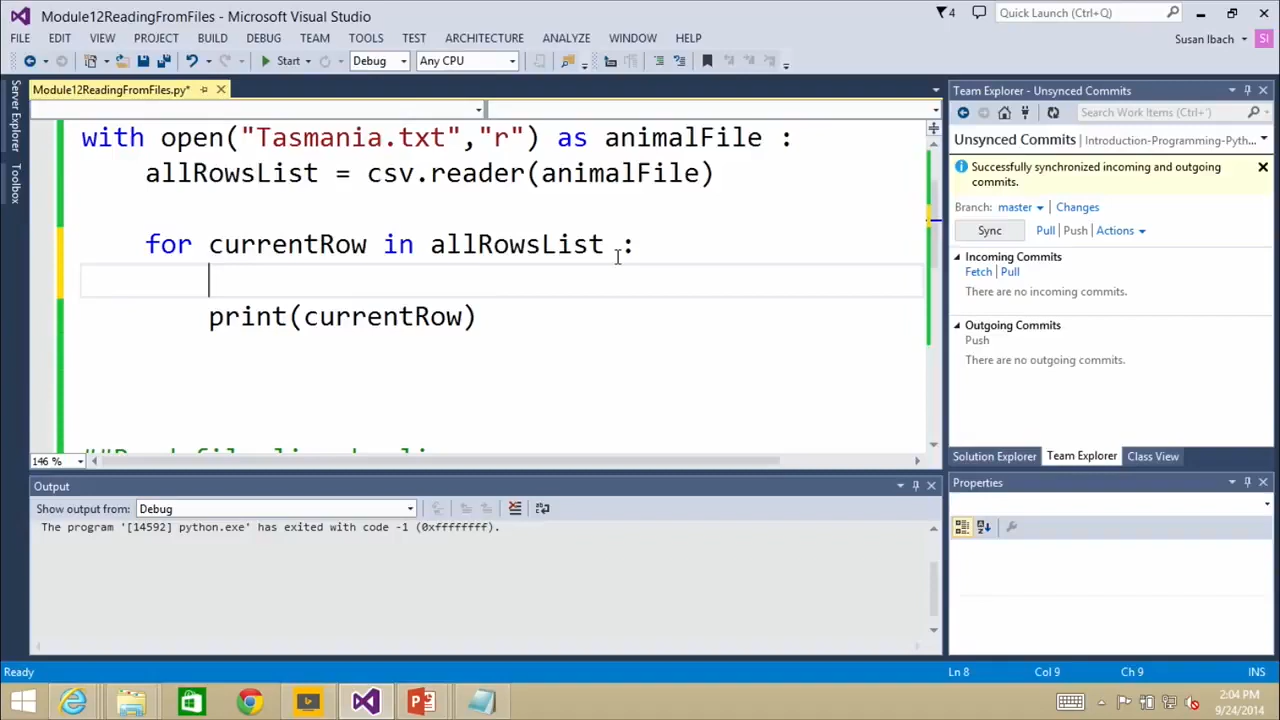 Module12ReadingFromFiles - Microsoft Visual Studio
4
Quick Launch (Ctrl+Q)
FILE EDIT VIEW PROJECT BUILD DEBUG TEAM TOOLS TEST ARCHITECTURE ANALYZE WINDOW HELP
Susan Ibach
SI
Start
Debug
Any CPU
Server Explorer
Toolbox
Module12ReadingFromFiles.py*
with open("Tasmania.txt","r") as animalFile :
allRowsList = csv.reader(animalFile)
for currentRow in allRowsList :
print(currentRow)
146 %
Output
Show output from: Debug
The program '[14592] python.exe' has exited with code -1 (0xffffffff).
Team Explorer - Unsynced Commits
Search Work Items (Ctrl+')
Unsynced Commits | Introduction-Programming-Pyth...
Successfully synchronized incoming and outgoing
commits.
Branch: master Changes
Sync Pull Push Actions
Incoming Commits
Fetch | Pull
There are no incoming commits.
Outgoing Commits
Push
There are no outgoing commits.
Solution Explorer Team Explorer Class View
Properties
Ready
Ln 8 Col 9 Ch 9 INS
2:04 PM
9/24/2014